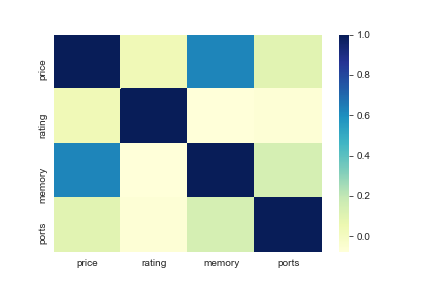 price
rating
memory
ports
price
rating
memory
ports
1.0
0.8
0.6
0.4
0.2
0.0